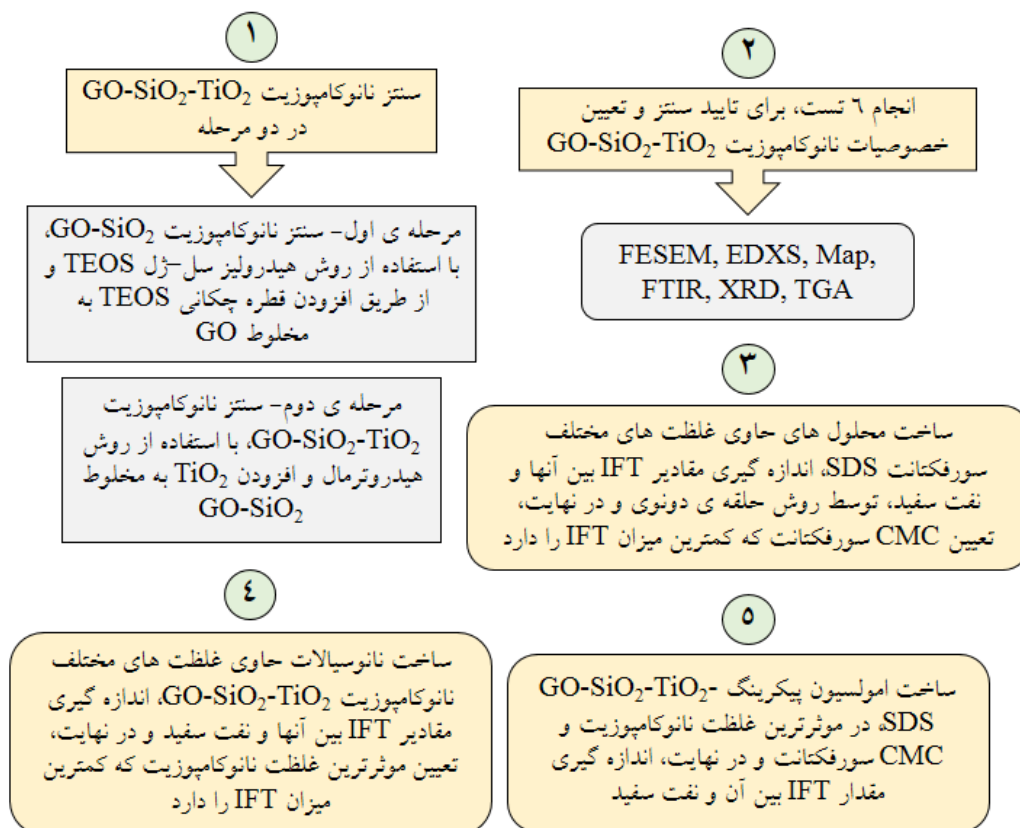 ۱
سنتز نانوکامپوزیت GO-SiO₂-TiO₂
در دو مرحله
مرحله ی اول- سنتز نانوکامپوزیت GO-SiO₂،
با استفاده از روش هیدرولیز سل–ژل TEOS و
از طریق افزودن قطره چکانی TEOS به
مخلوط GO
مرحله ی دوم- سنتز نانوکامپوزیت
GO-SiO₂-TiO₂، با استفاده از روش
هیدروترمال و افزودن TiO₂ به مخلوط
GO-SiO₂
۲
انجام ٦ تست، برای تایید سنتز و تعیین
خصوصیات نانوکامپوزیت GO-SiO₂-TiO₂
FESEM, EDXS, Map,
FTIR, XRD, TGA
۳
ساخت محلول های حاوی غلظت های مختلف
سورفکتانت SDS، اندازه گیری مقادیر IFT بین آنها و
نفت سفید، توسط روش حلقه ی دونوی و در نهایت،
تعیین CMC سورفکتانت که کمترین میزان IFT را دارد
٤
ساخت نانوسیالات حاوی غلظت های مختلف
نانوکامپوزیت GO-SiO₂-TiO₂، اندازه گیری
مقادیر IFT بین آنها و نفت سفید و در نهایت،
تعیین موثرترین غلظت نانوکامپوزیت که کمترین
میزان IFT را دارد
۵
ساخت امولسیون پیکرینگ GO-SiO₂-TiO₂-
SDS، در موثرترین غلظت نانوکامپوزیت و
CMC سورفکتانت و در نهایت، اندازه گیری
مقدار IFT بین آن و نفت سفید